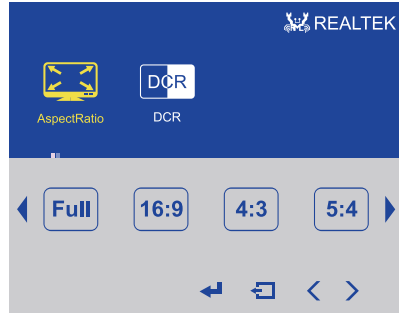 REALTEK
DCR
AspectRatio DCR
Full 16:9 4:3 5:4